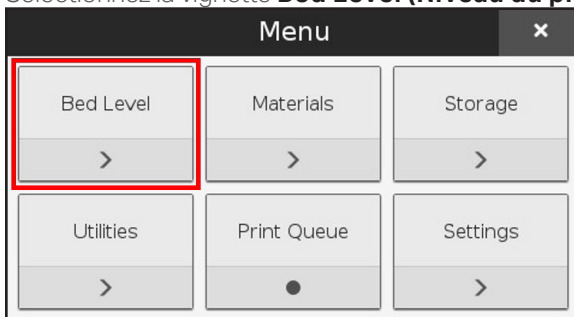 Sélectionnez la vignette Bed Level (Niveau du
Menu ×
Bed Level Materials Storage
> > >
Utilities Print Queue Settings
> ● >